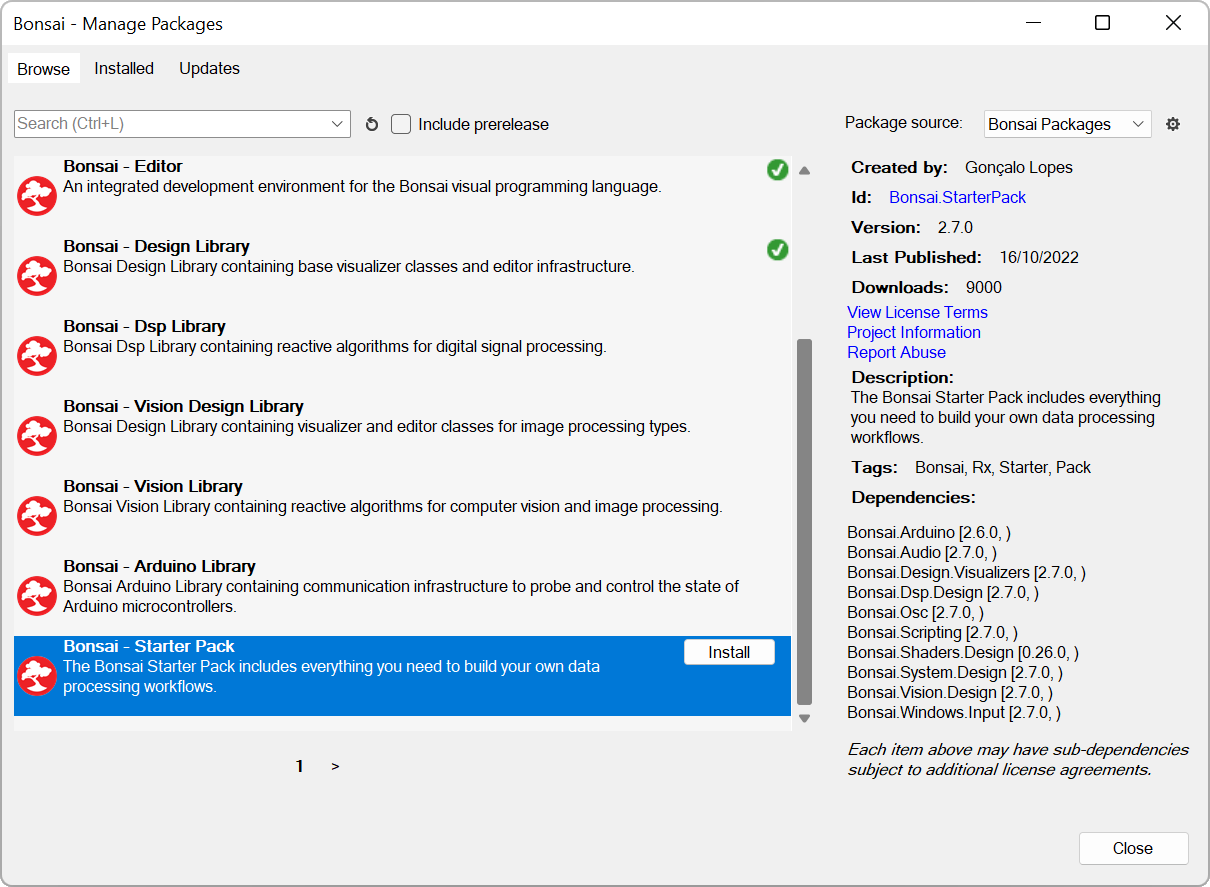 Bonsai - Manage Packages
Browse Installed Updates
Search (Ctrl+L)
Include prerelease
Package source: Bonsai Packages
Bonsai - Editor
An integrated development environment for the Bonsai visual programming language.
Bonsai - Design Library
Bonsai Design Library containing base visualizer classes and editor infrastructure.
Bonsai - Dsp Library
Bonsai Dsp Library containing reactive algorithms for digital signal processing.
Bonsai - Vision Design Library
Bonsai Design Library containing visualizer and editor classes for image processing types.
Bonsai - Vision Library
Bonsai Vision Library containing reactive algorithms for computer vision and image processing.
Bonsai - Arduino Library
Bonsai Arduino Library containing communication infrastructure to probe and control the state of
Arduino microcontrollers.
Bonsai - Starter Pack
The Bonsai Starter Pack includes everything you need to build your own data
processing workflows.
Install
1 >
Created by: Gonçalo Lopes
Id: Bonsai.StarterPack
Version: 2.7.0
Last Published: 16/10/2022
Downloads: 9000
View License Terms
Project Information
Report Abuse
Description:
The Bonsai Starter Pack includes everything
you need to build your own data processing
workflows.
Tags: Bonsai, Rx, Starter, Pack
Dependencies:
Bonsai.Arduino [2.6.0, )
Bonsai.Audio [2.7.0, )
Bonsai.Design.Visualizers [2.7.0, )
Bonsai.Dsp.Design [2.7.0, )
Bonsai.Osc [2.7.0, )
Bonsai.Scripting [2.7.0, )
Bonsai.Shaders.Design [0.26.0, )
Bonsai.System.Design [2.7.0, )
Bonsai.Vision.Design [2.7.0, )
Bonsai.Windows.Input [2.7.0, )
Each item above may have sub-dependencies
subject to additional license agreements.
Close